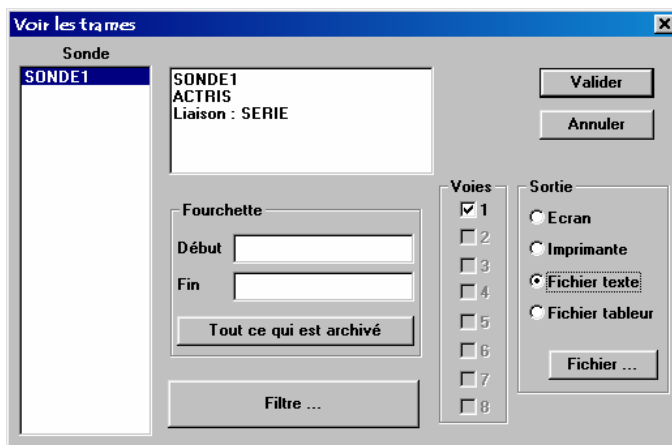 Voir les trames
Sonde
SONDE1
SONDE1
ACTRIS
Liaison : SERIE
Valider
Annuler
Fourchette
Début
Fin
Tout ce qui est archivé
Filtre ...
Voies
1
2
3
4
5
6
7
8
Sortie
Ecran
Imprimante
Fichier texte
Fichier tableur
Fichier ...